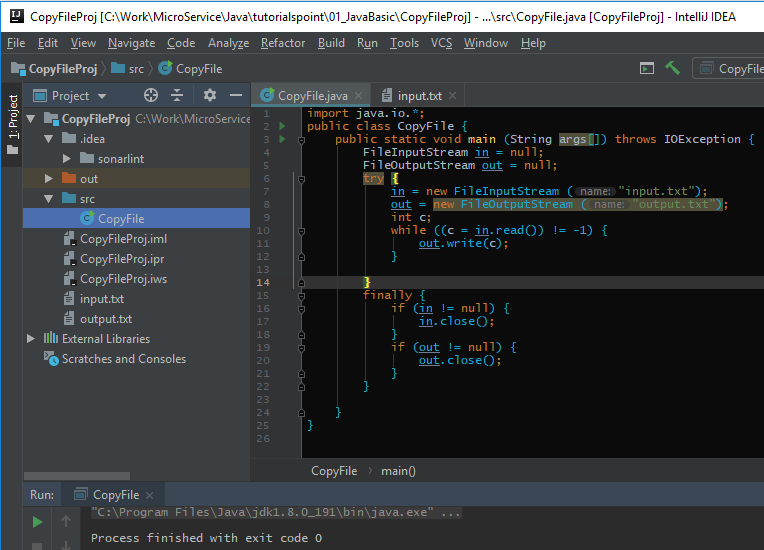 CopyFileProj [C:\Work\MicroService\Java\tutorialspoint\01_JavaBasic\CopyFileProj] - ...\src\CopyFile.java [CopyFileProj] - IntelliJ IDEA
File Edit View Navigate Code Analyze Refactor Build Run Tools VCS Window Help
CopyFileProj src CopyFile CopyFile
1: Project
Project
CopyFileProj C:\Work\MicroService
.idea
sonarlint
out
src
CopyFile
CopyFileProj.iml
CopyFileProj.ipr
CopyFileProj.iws
input.txt
output.txt
External Libraries
Scratches and Consoles
CopyFile.java input.txt
1 import java.io.*;
2 public class CopyFile {
3 public static void main (String args[]) throws IOException {
4 FileInputStream in = null;
5 FileOutputStream out = null;
6 try {
7 in = new FileInputStream ( name: "input.txt");
8 out = new FileOutputStream ( name: "output.txt");
9 int c;
10 while ((c = in.read()) != -1) {
11 out.write(c);
12 }
13
14 }
15 finally {
16 if (in != null) {
17 in.close();
18 }
19 if (out != null) {
20 out.close();
21 }
22 }
23
24 }
25 }
26
CopyFile main()
Run: CopyFile
"C:\Program Files\Java\jdk1.8.0_191\bin\java.exe" ...
Process finished with exit code 0